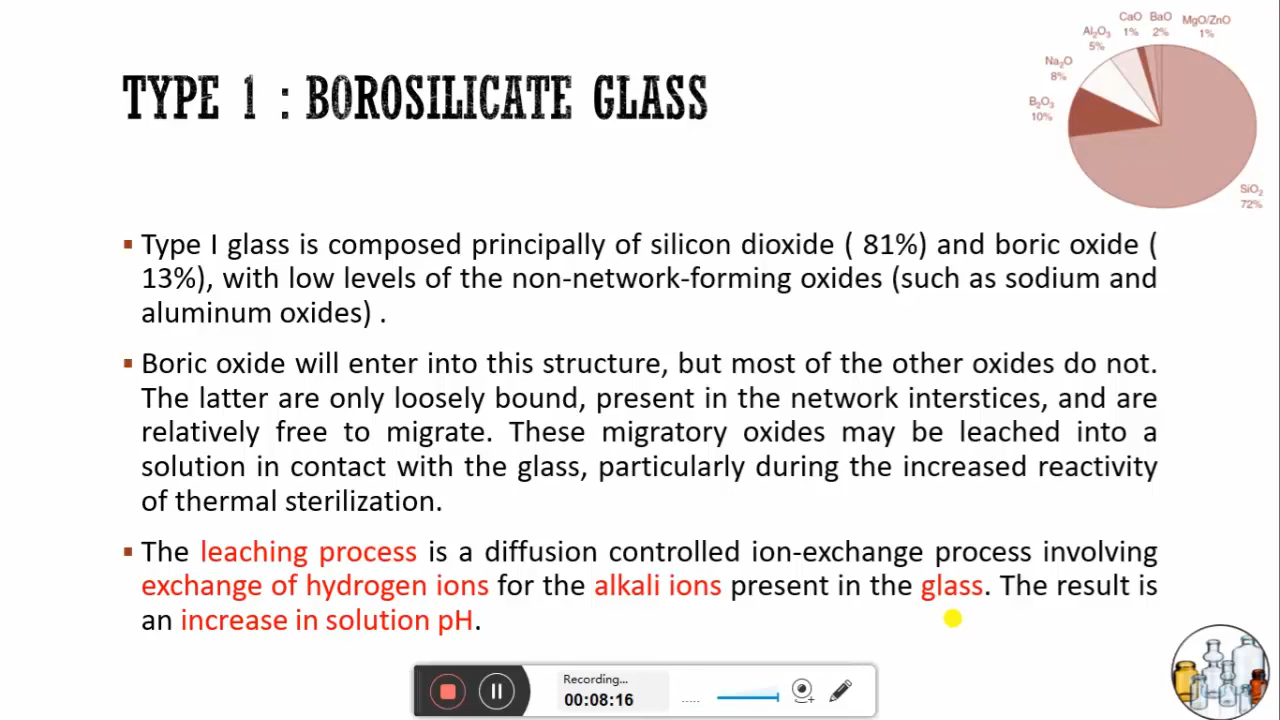 CaO BaO MgO/ZnO
1% 2% 1%
Al₂O₃
5%
Na₂O
8%
B₂O₃
10%
SiO₂
72%
TYPE 1 : BOROSILICATE GLASS
▪ Type I glass is composed principally of silicon dioxide ( 81%) and boric oxide (
13%), with low levels of the non-network-forming oxides (such as sodium and
aluminum oxides) .
▪ Boric oxide will enter into this structure, but most of the other oxides do not.
The latter are only loosely bound, present in the network interstices, and are
relatively free to migrate. These migratory oxides may be leached into a
solution in contact with the glass, particularly during the increased reactivity
of thermal sterilization.
▪ The leaching process is a diffusion controlled ion-exchange process involving
exchange of hydrogen ions for the alkali ions present in the glass. The result is
an increase in solution pH.
Recording...
00:08:16